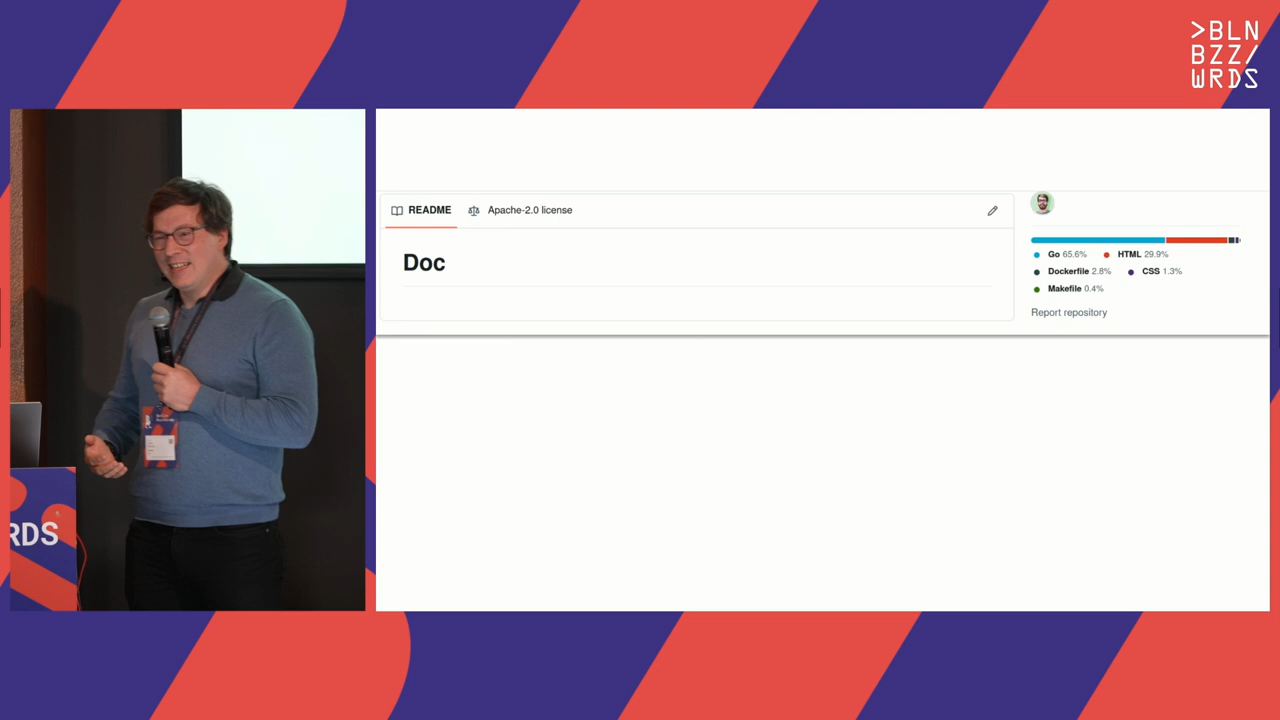 >BLN
BZZ/
WRDS
README
Apache-2.0 license
Doc
Go 65.6%
HTML 29.9%
Dockerfile 2.8%
CSS 1.3%
Makefile 0.4%
Report repository
RDS